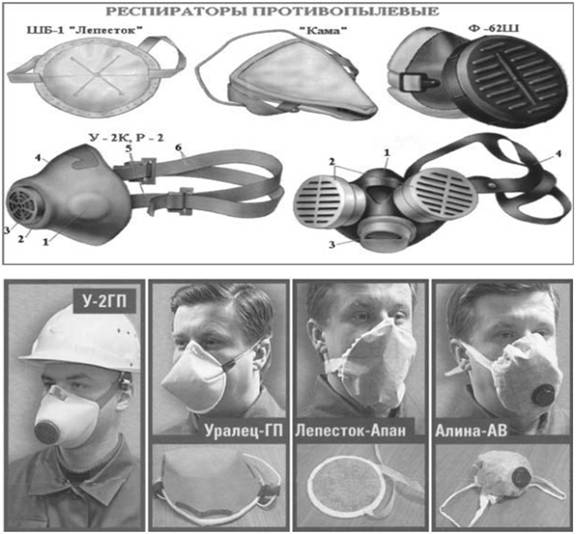 РЕСПИРАТОРЫ ПРОТИВОПЫЛЕВЫЕ
ШБ-1 "Лепесток"
"Кама"
Ф -62Ш
У - 2К, Р - 2
4
5
6
3
2
1
1
2
3
4
У-2ГП
Уралец-ГП
Лепесток-Апан
Алина-АВ